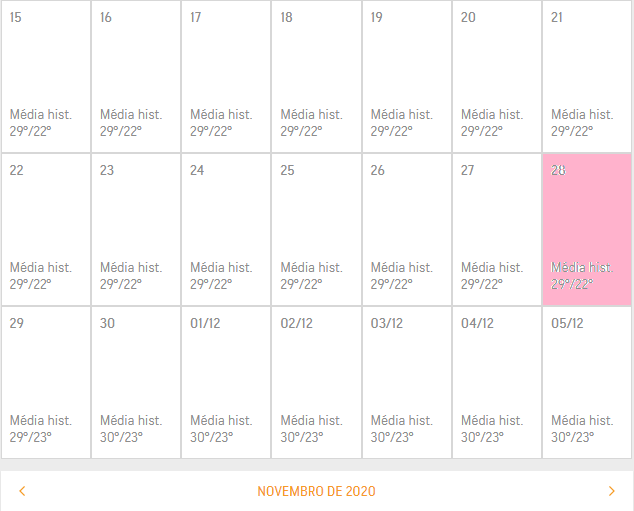 15 16 17 18 19 20 21
Média hist. Média hist. Média hist. Média hist. Média hist. Média hist. Média hist.
29°/22° 29°/22° 29°/22° 29°/22° 29°/22° 29°/22° 29°/22°
22 23 24 25 26 27 28
Média hist. Média hist. Média hist. Média hist. Média hist. Média hist. Média hist.
29°/22° 29°/22° 29°/22° 29°/22° 29°/22° 29°/22° 29°/22°
29 30 01/12 02/12 03/12 04/12 05/12
Média hist. Média hist. Média hist. Média hist. Média hist. Média hist. Média hist.
29°/23° 30°/23° 30°/23° 30°/23° 30°/23° 30°/23° 30°/23°
NOVEMBRO DE 2020